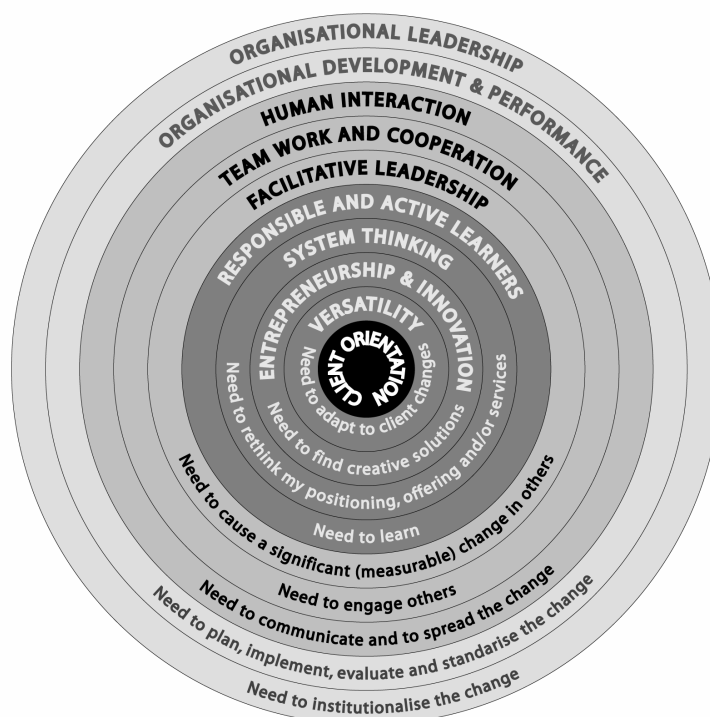 ORGANISATIONAL LEADERSHIP
ORGANISATIONAL DEVELOPMENT & PERFORMANCE
HUMAN INTERACTION
TEAM WORK AND COOPERATION
FACILITATIVE LEADERSHIP
RESPONSIBLE AND ACTIVE LEARNERS
SYSTEM THINKING
ENTREPRENEURSHIP & INNOVATION
VERSATILITY
CLIENT ORIENTATION
Need to adapt to client changes
Need to find creative solutions
Need to rethink my positioning, offering and/or services
Need to learn
Need to cause a significant (measurable) change in others
Need to engage others
Need to communicate and to spread the change
Need to plan, implement, evaluate and standarise the change
Need to institutionalise the change